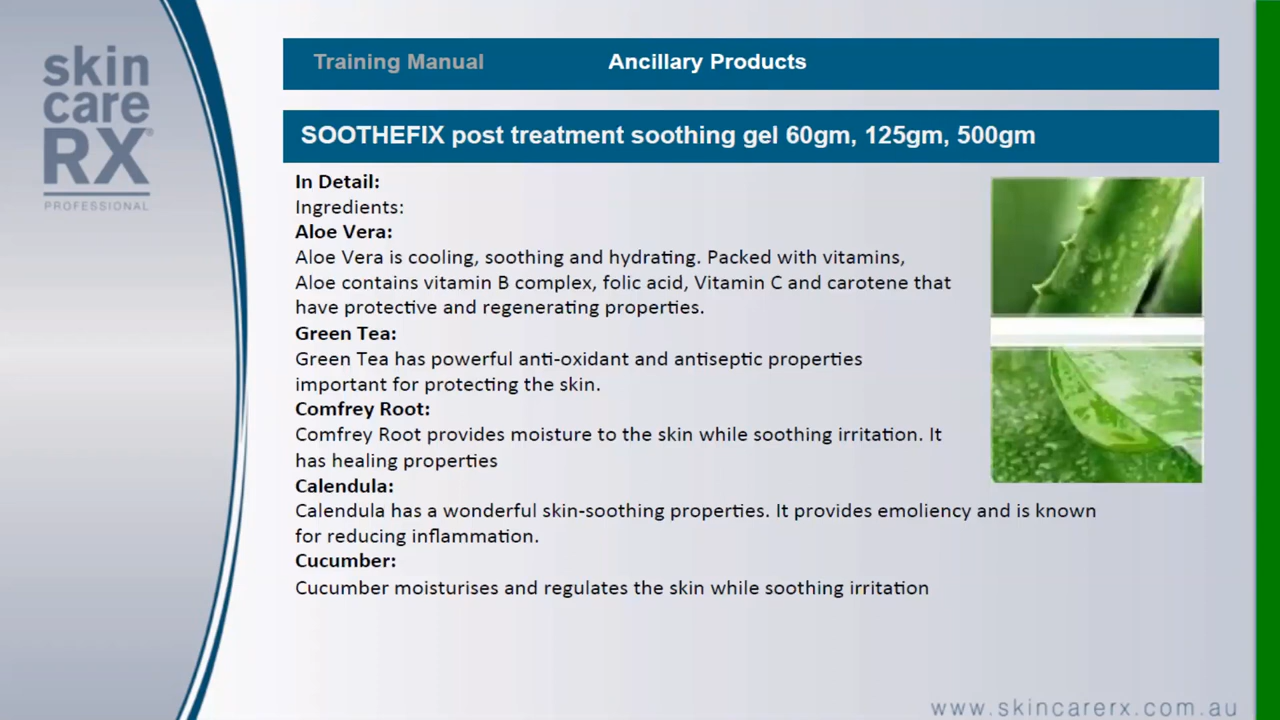 skin
care
RX®
PROFESSIONAL
Training Manual Ancillary Products
SOOTHEFIX post treatment soothing gel 60gm, 125gm, 500gm
In Detail:
Ingredients:
Aloe Vera:
Aloe Vera is cooling, soothing and hydrating. Packed with vitamins,
Aloe contains vitamin B complex, folic acid, Vitamin C and carotene that
have protective and regenerating properties.
Green Tea:
Green Tea has powerful anti-oxidant and antiseptic properties
important for protecting the skin.
Comfrey Root:
Comfrey Root provides moisture to the skin while soothing irritation. It
has healing properties
Calendula:
Calendula has a wonderful skin-soothing properties. It provides emoliency and is known
for reducing inflammation.
Cucumber:
Cucumber moisturises and regulates the skin while soothing irritation
www.skincarerx.com.au